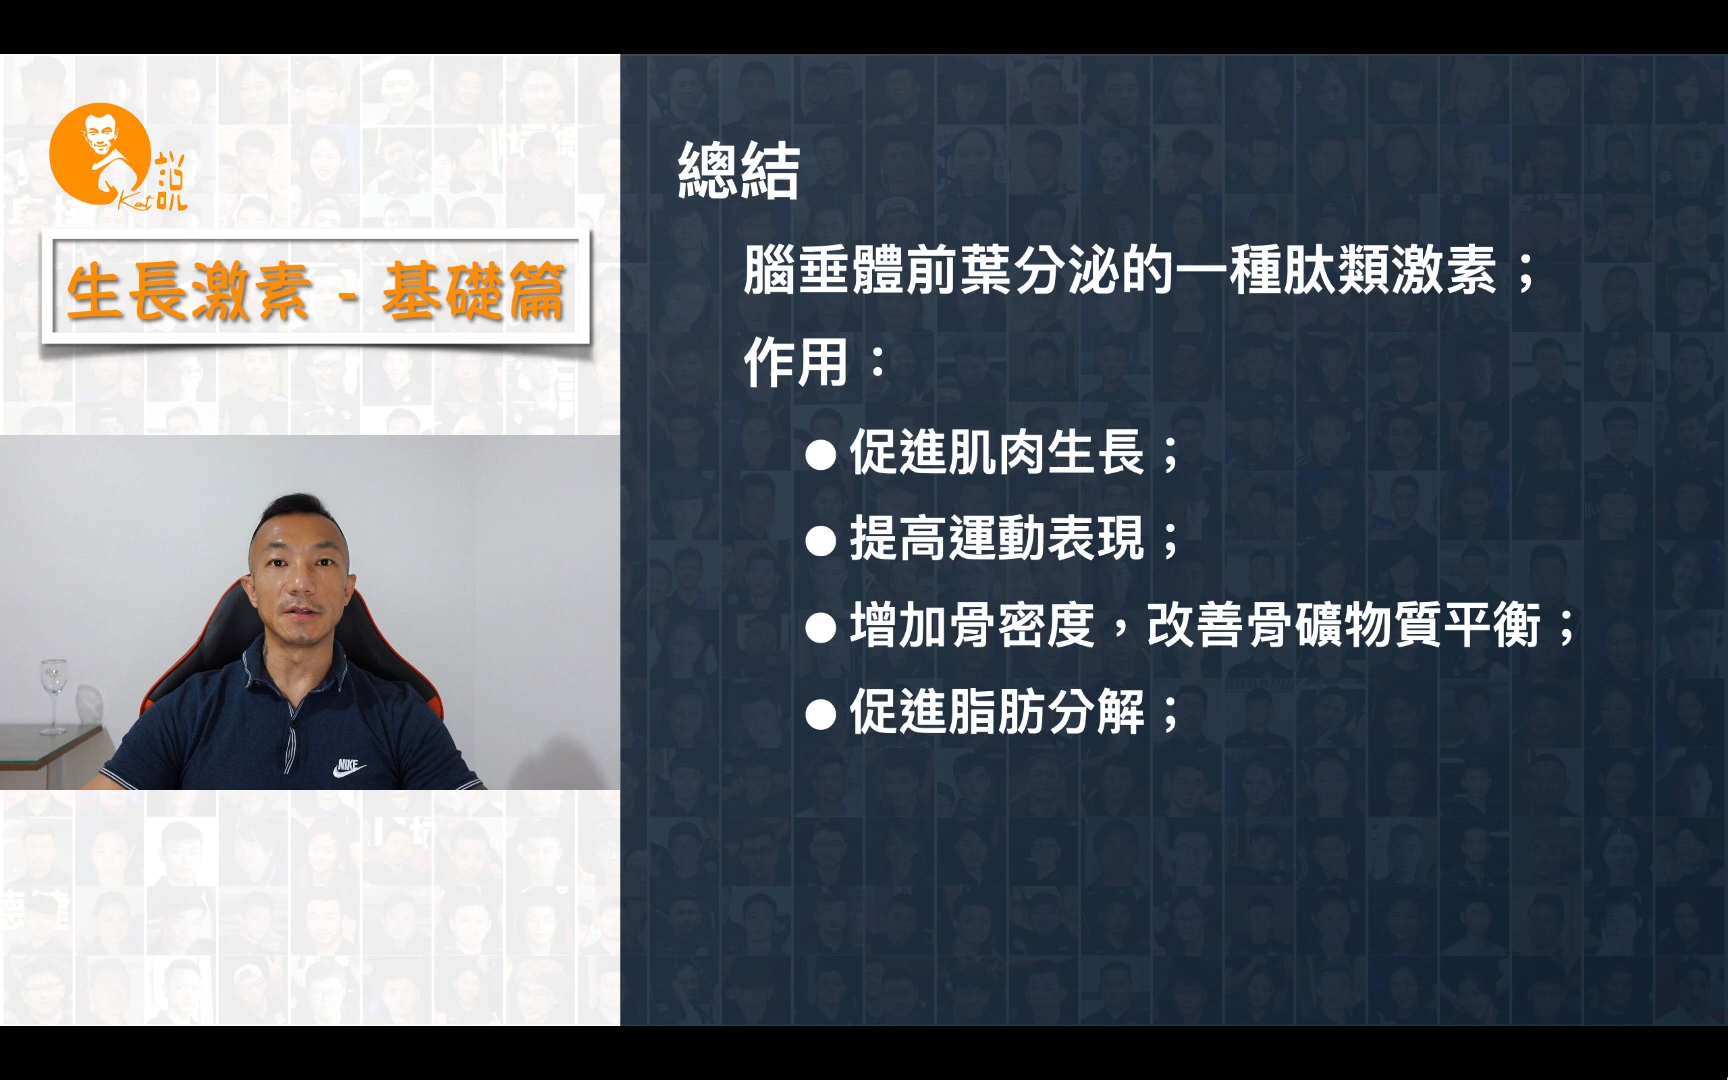 Kent 説
生長激素 - 基礎篇
NIKE
總結
腦垂體前葉分泌的一種肽類激素；
作用：
●促進肌肉生長；
●提高運動表現；
●增加骨密度，改善骨礦物質平衡；
●促進脂肪分解；